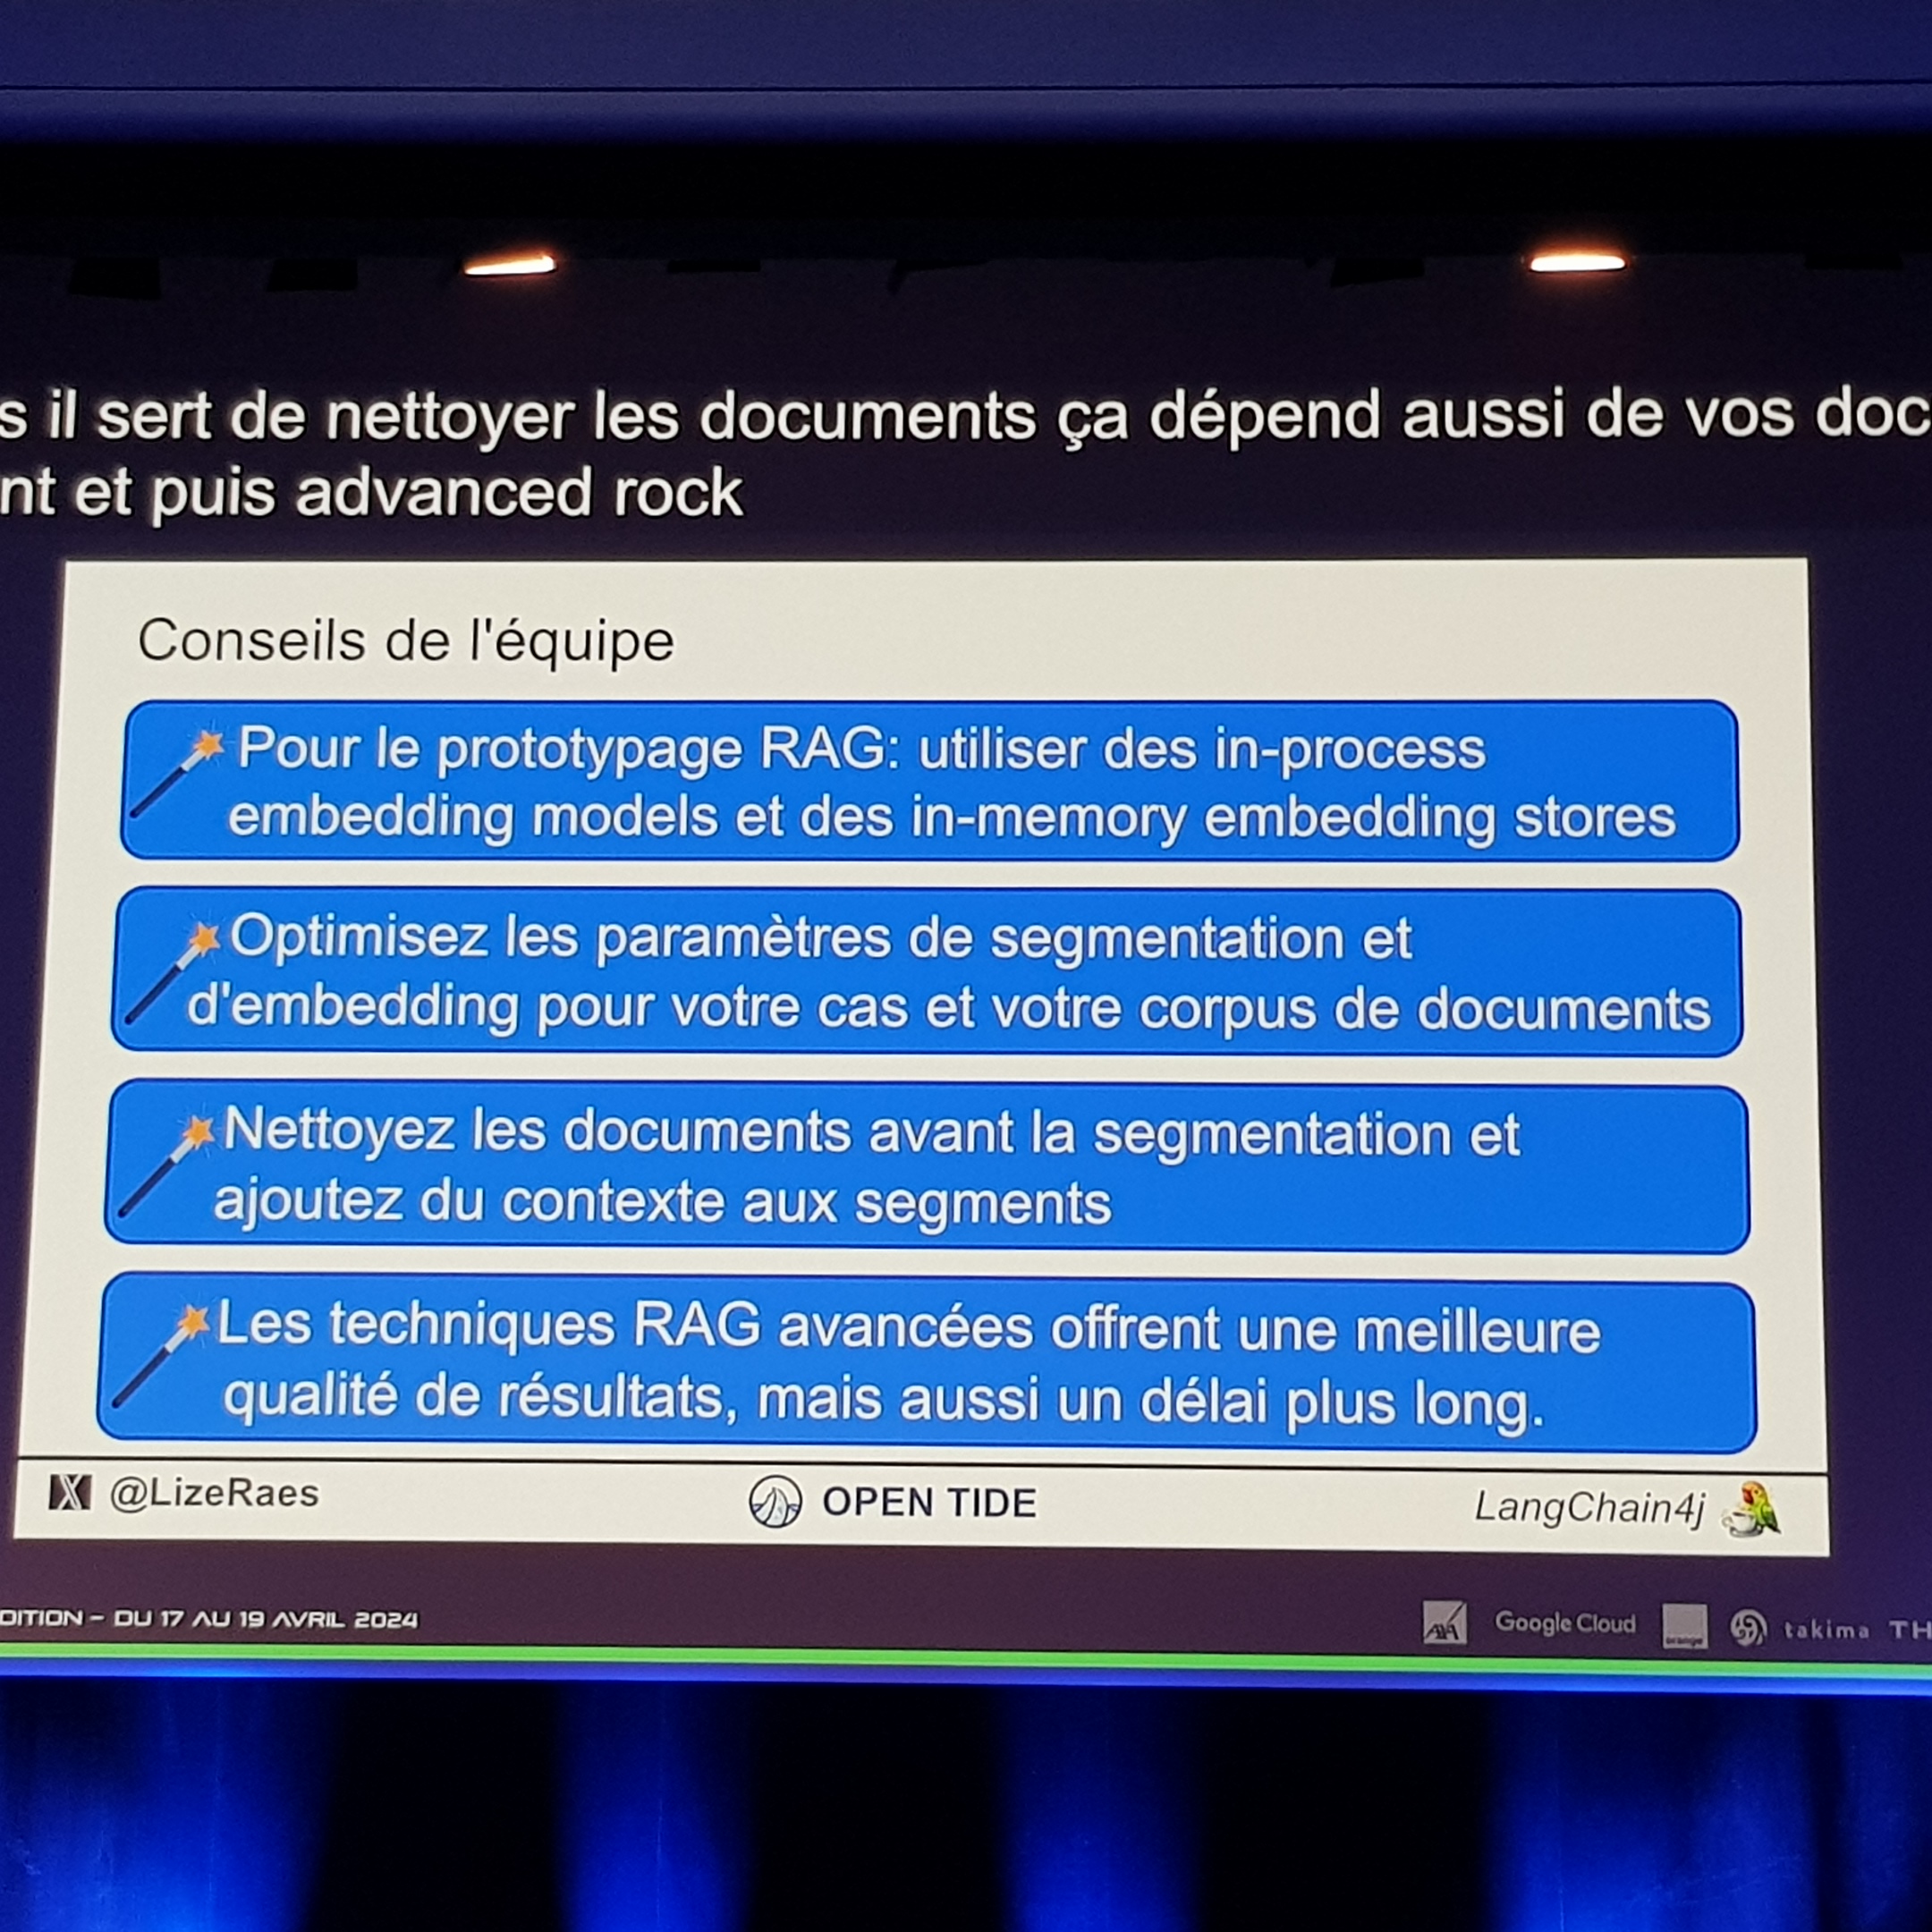 s il sert de nettoyer les documents ça dépend aussi de vos doc
nt et puis advanced rock
Conseils de l'équipe
Pour le prototypage RAG: utiliser des in-process
embedding models et des in-memory embedding stores
Optimisez les paramètres de segmentation et
d'embedding pour votre cas et votre corpus de documents
Nettoyez les documents avant la segmentation et
ajoutez du contexte aux segments
Les techniques RAG avancées offrent une meilleure
qualité de résultats, mais aussi un délai plus long.
X @LizeRaes
OPEN TIDE
LangChain4j
DITION - DU 17 AU 19 AVRIL 2024
AXA
Google Cloud
orange
takima
TH